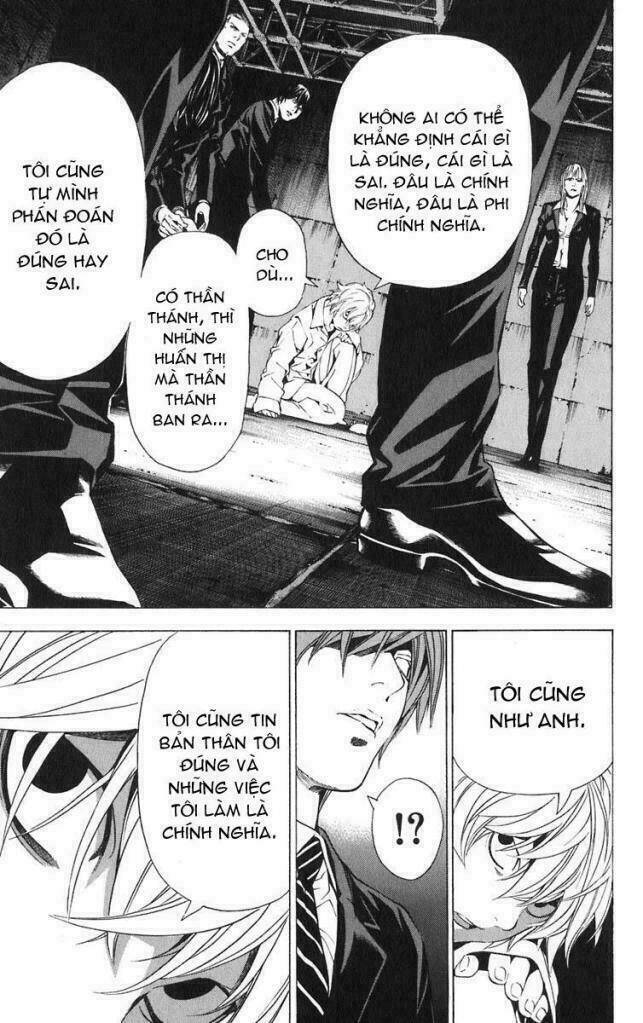 KHÔNG AI CÓ THỂ
KHẲNG ĐỊNH CÁI GÌ
LÀ ĐÚNG, CÁI GÌ LÀ
SAI. ĐÂU LÀ CHÍNH
NGHĨA, ĐÂU LÀ PHI
CHÍNH NGHĨA.
CHO
DÙ...
CÓ THẦN
THÁNH, THÌ
NHỮNG
HUẤN THỊ
MÀ THẦN
THÁNH
BAN RA...
TÔI CŨNG
TỰ MÌNH
PHÁN ĐOÁN
ĐÓ LÀ
ĐÚNG HAY
SAI.
TÔI CŨNG
NHƯ ANH.
!?
TÔI CŨNG TIN
BẢN THÂN TÔI
ĐÚNG VÀ
NHỮNG VIỆC
TÔI LÀM LÀ
CHÍNH NGHĨA.